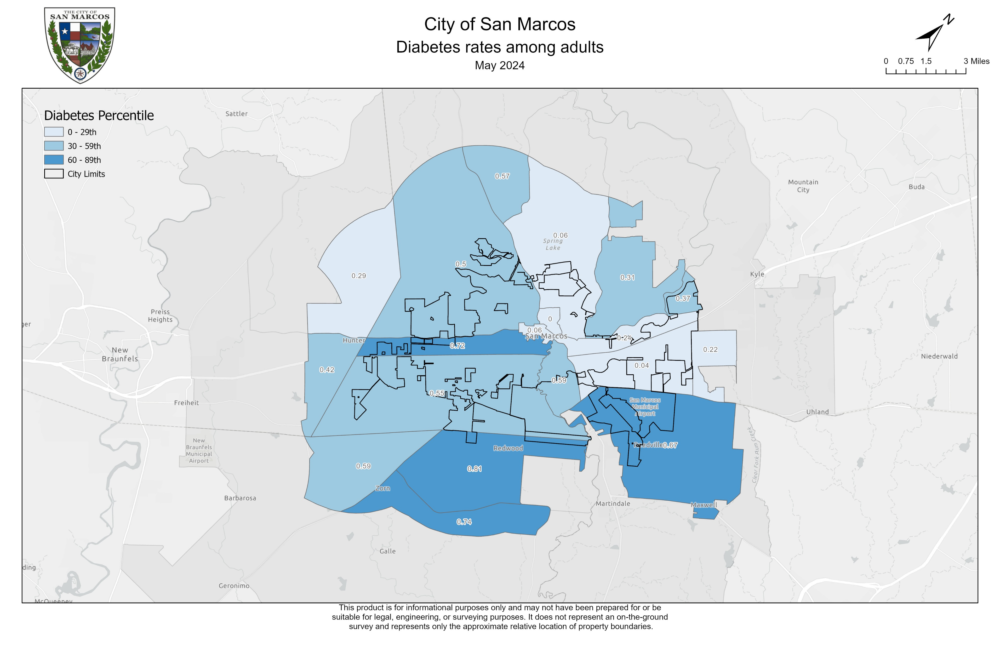 THE CITY OF
SAN MARCOS
City of San Marcos
Diabetes rates among adults
May 2024
N
0 0.75 1.5 3 Miles
Diabetes Percentile
0 - 29th
30 - 59th
60 - 89th
City Limits
Sattler
0.57
Mountain
City
Buda
0.06
Spring
Lake
0.5
0.29
0.31
Kyle
0.37
Preiss
Heights
0
0.06
San Marcos
0.24
Hunter
0.72
0.22
New
Braunfels
Niederwald
0.04
0.42
0.59
0.55
San Marcos
Municipal
Airport
Freiheit
Uhland
New
Braunfels
Municipal
Airport
Redwood
Reedville
0.67
Clear Fork Plum Creek
0.59
0.81
Zorn
Barbarosa
Martindale
Maxwell
0.74
Galle
ding
Geronimo
McQueeney
This product is for informational purposes only and may not have been prepared for or be
suitable for legal, engineering, or surveying purposes. It does not represent an on-the-ground
survey and represents only the approximate relative location of property boundaries.